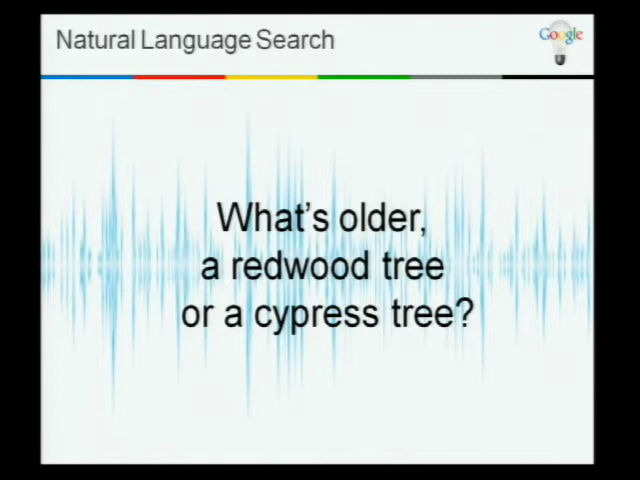 Natural Language Search
Google
What's older,
a redwood tree
or a cypress tree?